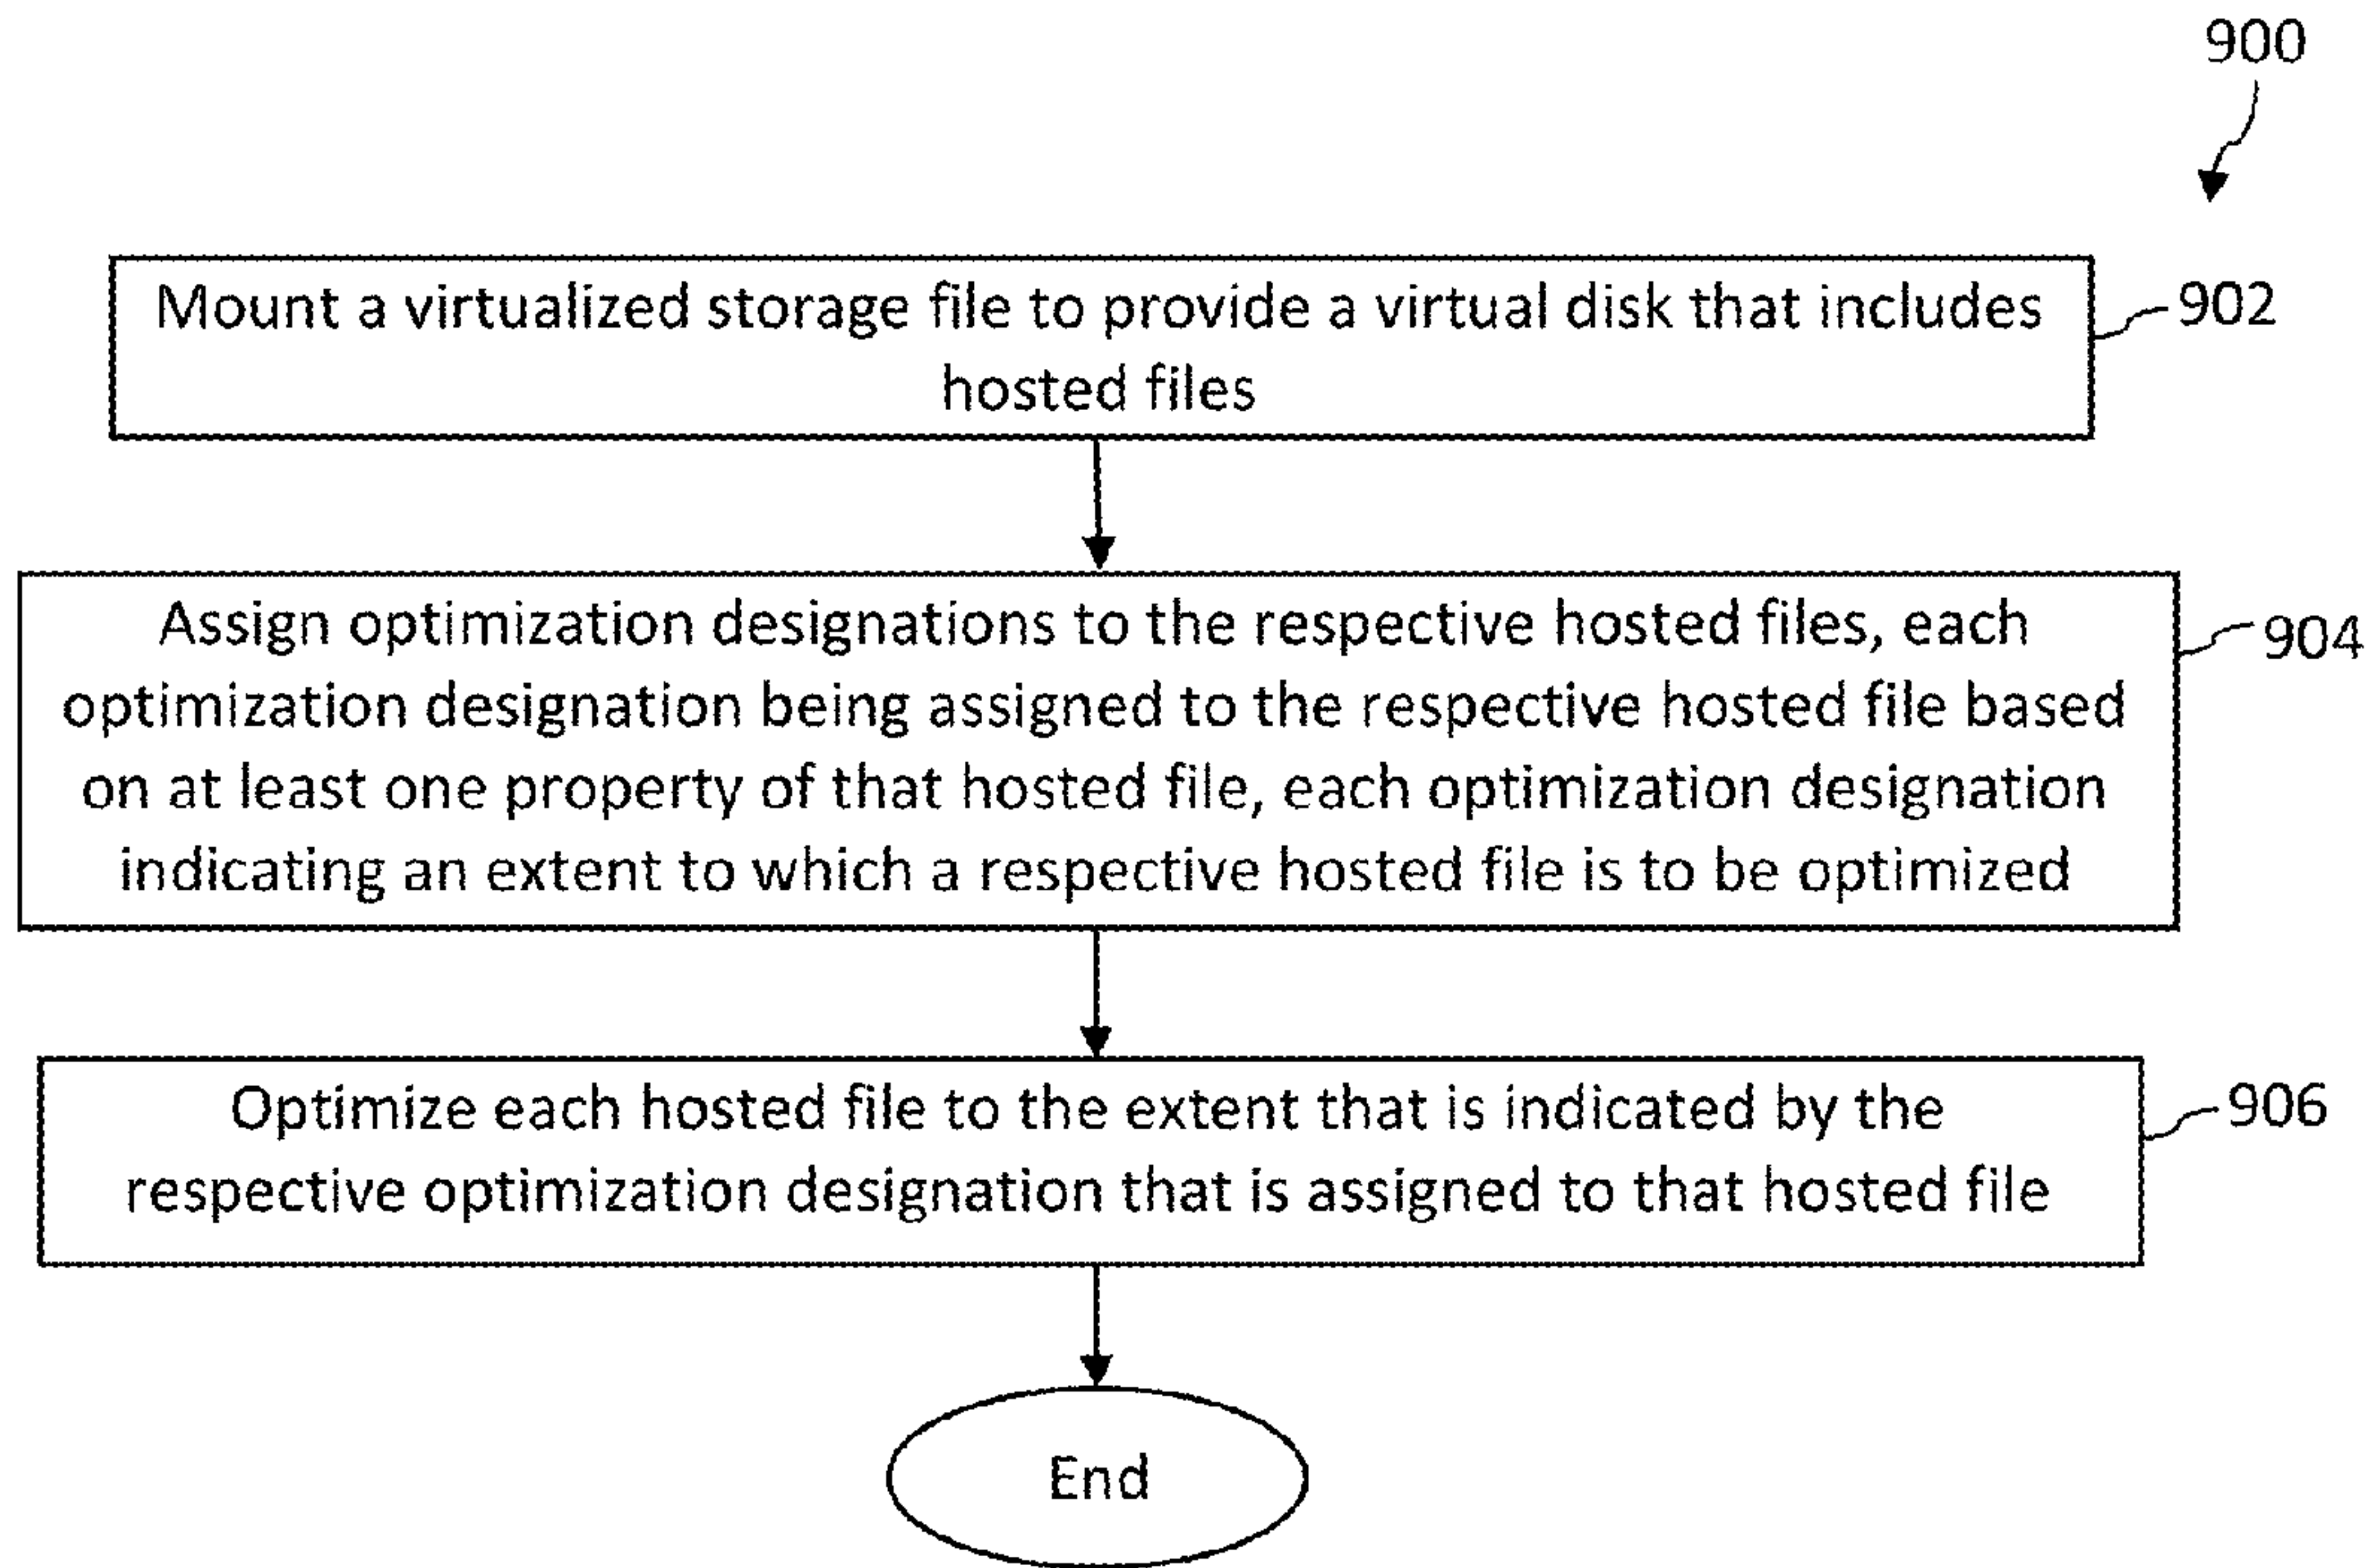 900
Mount a virtualized storage file to provide a virtual disk that includes
hosted files
902
Assign optimization designations to the respective hosted files, each
optimization designation being assigned to the respective hosted file based
on at least one property of that hosted file, each optimization designation
indicating an extent to which a respective hosted file is to be optimized
904
Optimize each hosted file to the extent that is indicated by the
respective optimization designation that is assigned to that hosted file
906
End